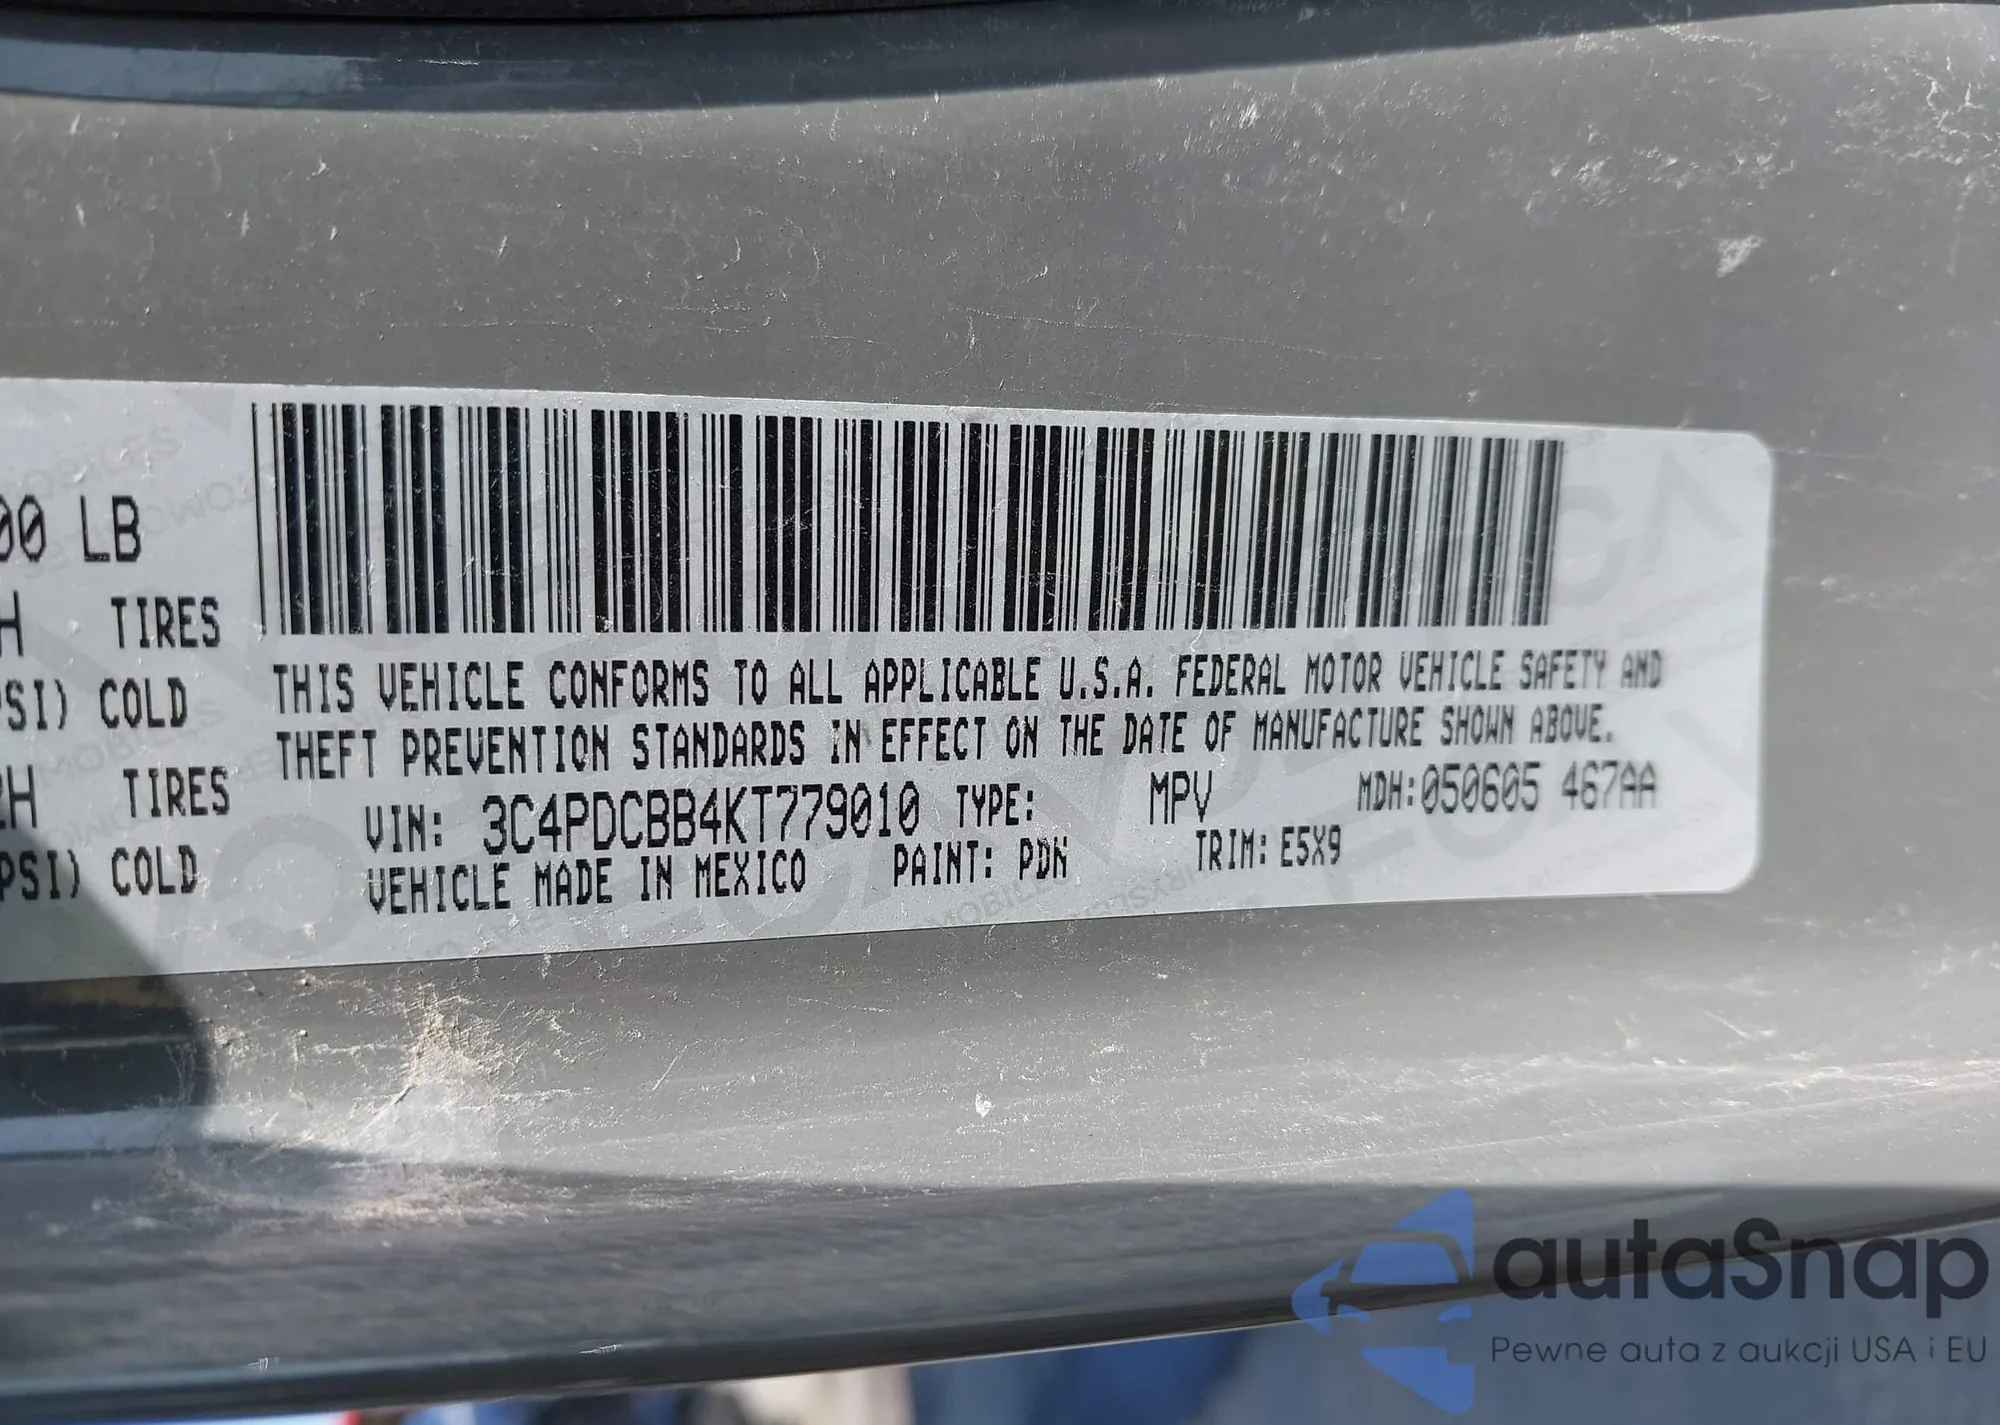 00 LB
H TIRES
PSI) COLD
2H TIRES
PSI) COLD
THIS VEHICLE CONFORMS TO ALL APPLICABLE U.S.A. FEDERAL MOTOR VEHICLE SAFETY AND
THEFT PREVENTION STANDARDS IN EFFECT ON THE DATE OF MANUFACTURE SHOWN ABOVE.
VIN: 3C4PDCBB4KT779010 TYPE: MPV MDH:050605 467AA
VEHICLE MADE IN MEXICO PAINT: PDN TRIM: E5X9
autaSnap
Pewne auta z aukcji USA i EU